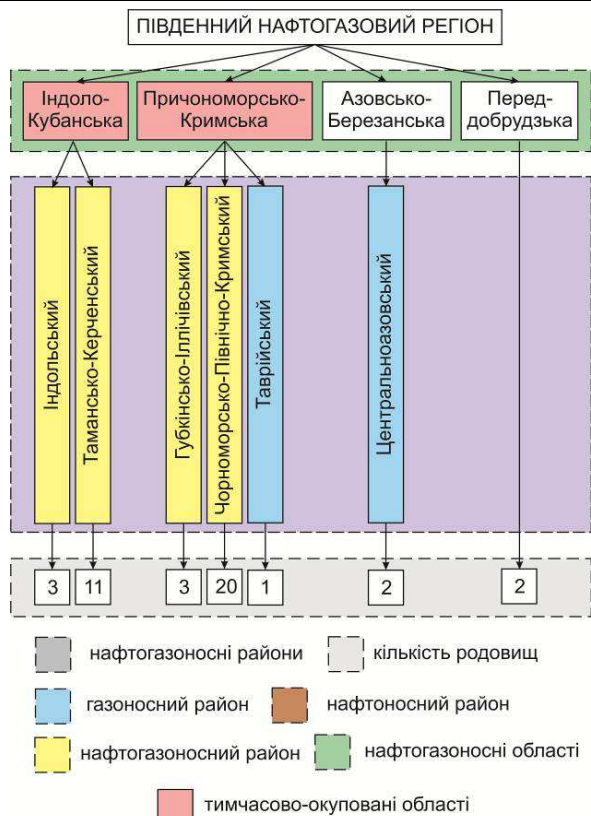 ПІВДЕННИЙ НАФТОГАЗОВИЙ РЕГІОН
Індоло-
Кубанська
Причономорсько-
Кримська
Азовсько-
Березанська
Перед-
добрудзька
Індольський
Тамансько-Керченський
Губкінсько-Іллічівський
Чорноморсько-Північно-Кримський
Таврійський
Центральноазовський
3
11
3
20
1
2
2
нафтогазоносні райони
кількість родовищ
газоносний район
нафтоносний район
нафтогазоносний район
нафтогазоносні області
тимчасово-окуповані області